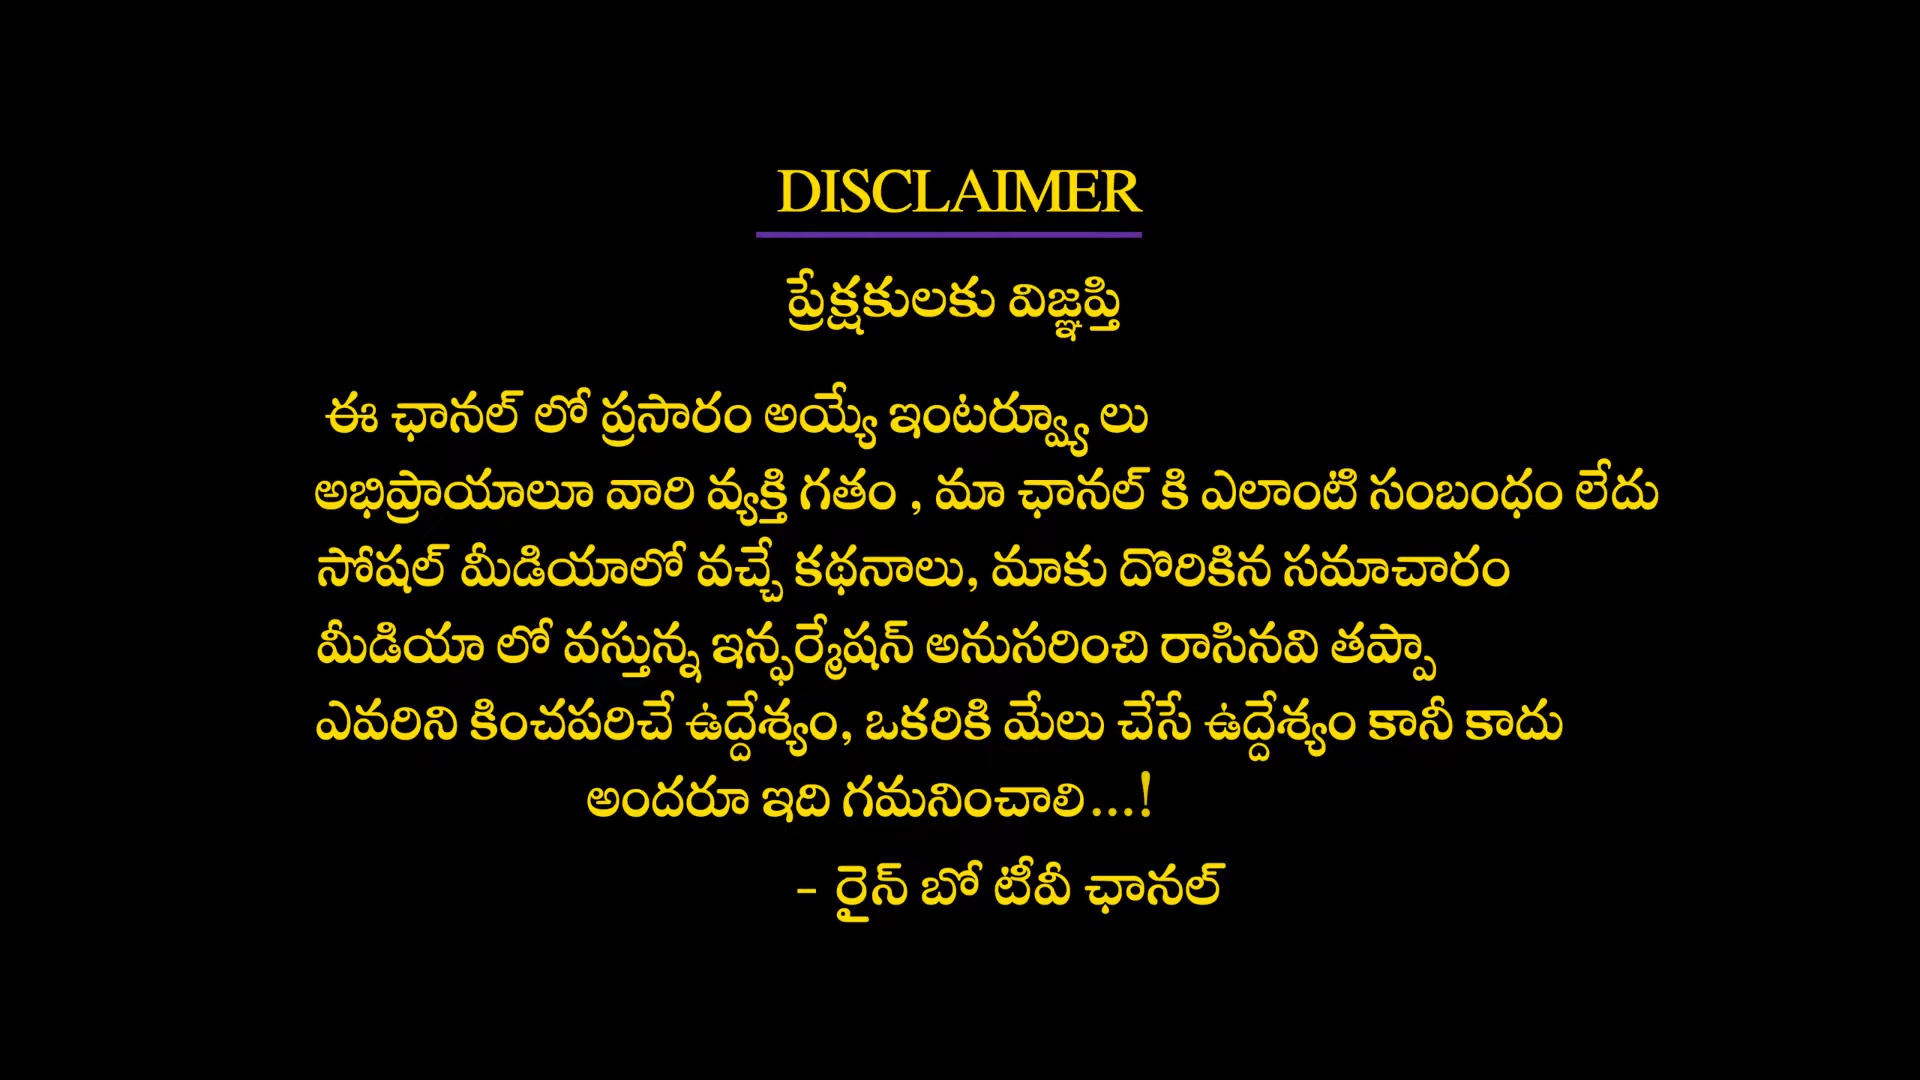 DISCLAIMER
ప్రేక్షకులకు విజ్ఞప్తి
ఈ ఛానల్ లో ప్రసారం అయ్యే ఇంటర్వ్యూ లు
అభిప్రాయాలూ వారి వ్యక్తి గతం , మా ఛానల్ కి ఎలాంటి సంబంధం లేదు
సోషల్ మీడియాలో వచ్చే కథనాలు, మాకు దొరికిన సమాచారం
మీడియా లో వస్తున్న ఇన్ఫర్మేషన్ అనుసరించి రాసినవి తప్పా
ఎవరిని కించపరిచే ఉద్దేశ్యం, ఒకరికి మేలు చేసే ఉద్దేశ్యం కానీ కాదు
అందరూ ఇది గమనించాలి...!
- రైన్ బో టీవీ ఛానల్